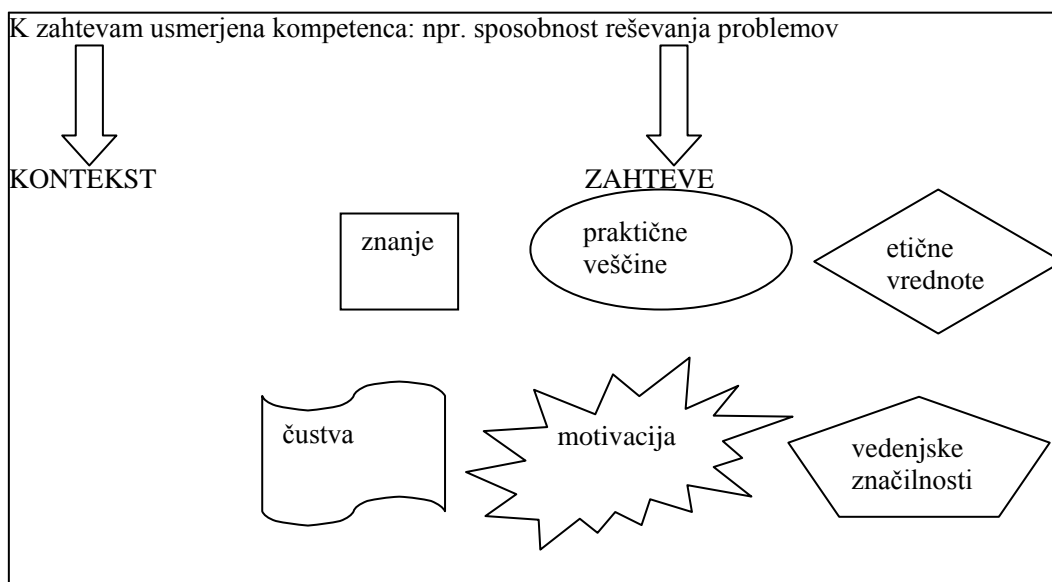 K zahtevam usmerjena kompetenca: npr. sposobnost reševanja problemov
KONTEKST
ZAHTEVE
znanje
praktične
veščine
etične
vrednote
čustva
motivacija
vedenjske
značilnosti